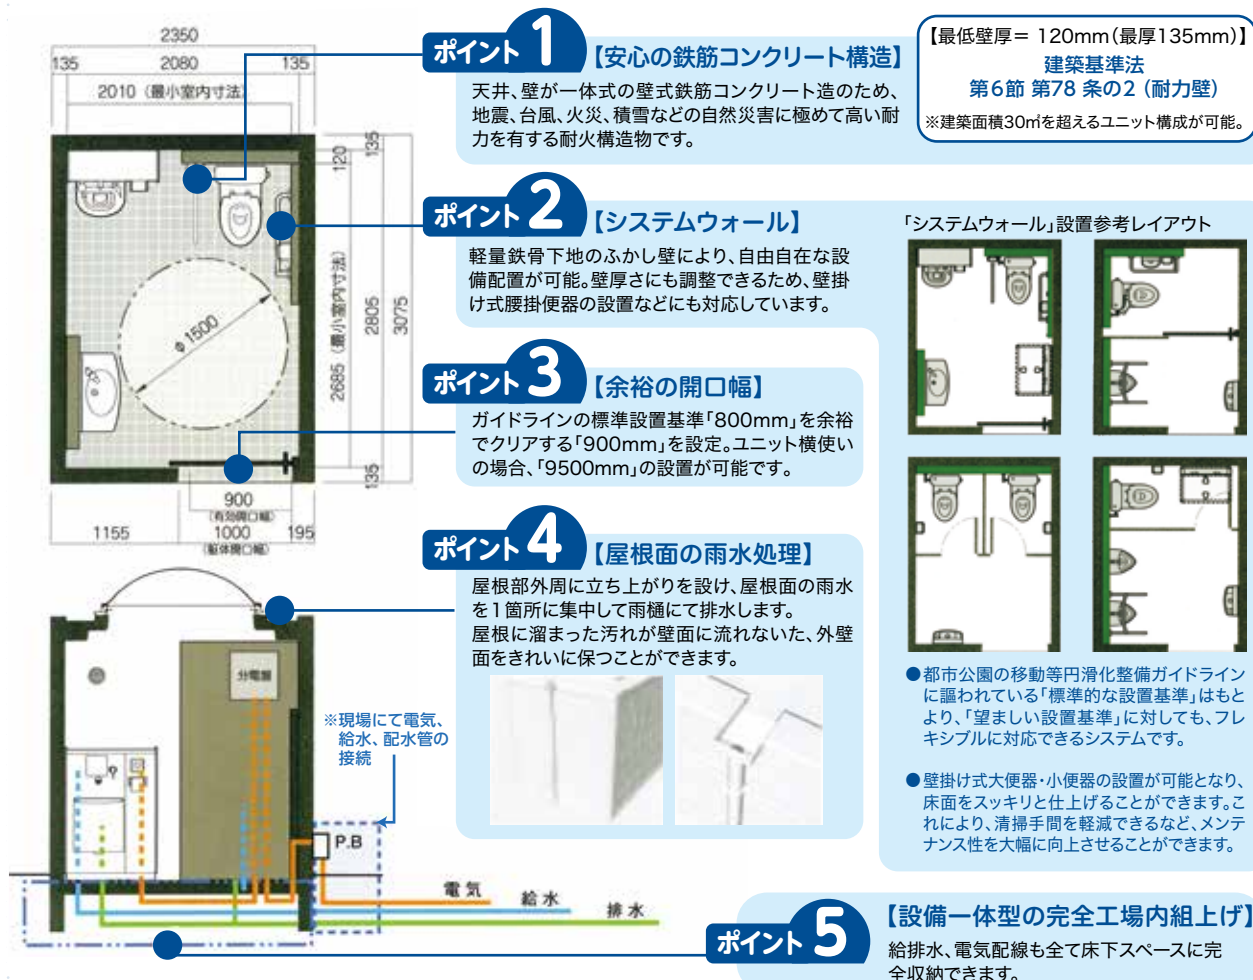 2350
135
2080
135
2010（最小室内寸法）
120
135
2685（最小室内寸法）
2805
3075
135
φ1500
900
（有効開口幅）
1155
1000
195
（躯体開口幅）
分電盤
※現場にて電気、
給水、配水管の
接続
P.B
電気
給水
排水
ポイント 1 【安心の鉄筋コンクリート構造】
天井、壁が一体式の壁式鉄筋コンクリート造のため、
地震、台風、火災、積雪などの自然災害に極めて高い耐
力を有する耐火構造物です。
【最低壁厚＝ 120mm（最厚135mm）】
建築基準法
第6節 第78 条の2（耐力壁）
※建築面積30㎡を超えるユニット構成が可能。
ポイント 2 【システムウォール】
軽量鉄骨下地のふかし壁により、自由自在な設
備配置が可能。壁厚さにも調整できるため、壁掛
け式腰掛便器の設置などにも対応しています。
「システムウォール」設置参考レイアウト
ポイント 3 【余裕の開口幅】
ガイドラインの標準設置基準「800mm」を余裕
でクリアする「900mm」を設定。ユニット横使い
の場合、「9500mm」の設置が可能です。
ポイント 4 【屋根面の雨水処理】
屋根部外周に立ち上がりを設け、屋根面の雨水
を1箇所に集中して雨樋にて排水します。
屋根に溜まった汚れが壁面に流れないた、外壁
面をきれいに保つことができます。
●都市公園の移動等円滑化整備ガイドライン
に謳われている「標準的な設置基準」はもと
より、「望ましい設置基準」に対しても、フレ
キシブルに対応できるシステムです。
●壁掛け式大便器・小便器の設置が可能となり、
床面をスッキリと仕上げることができます。こ
れにより、清掃手間を軽減できるなど、メンテ
ナンス性を大幅に向上させることができます。
ポイント 5 【設備一体型の完全工場内組上げ】
給排水、電気配線も全て床下スペースに完
全収納できます。